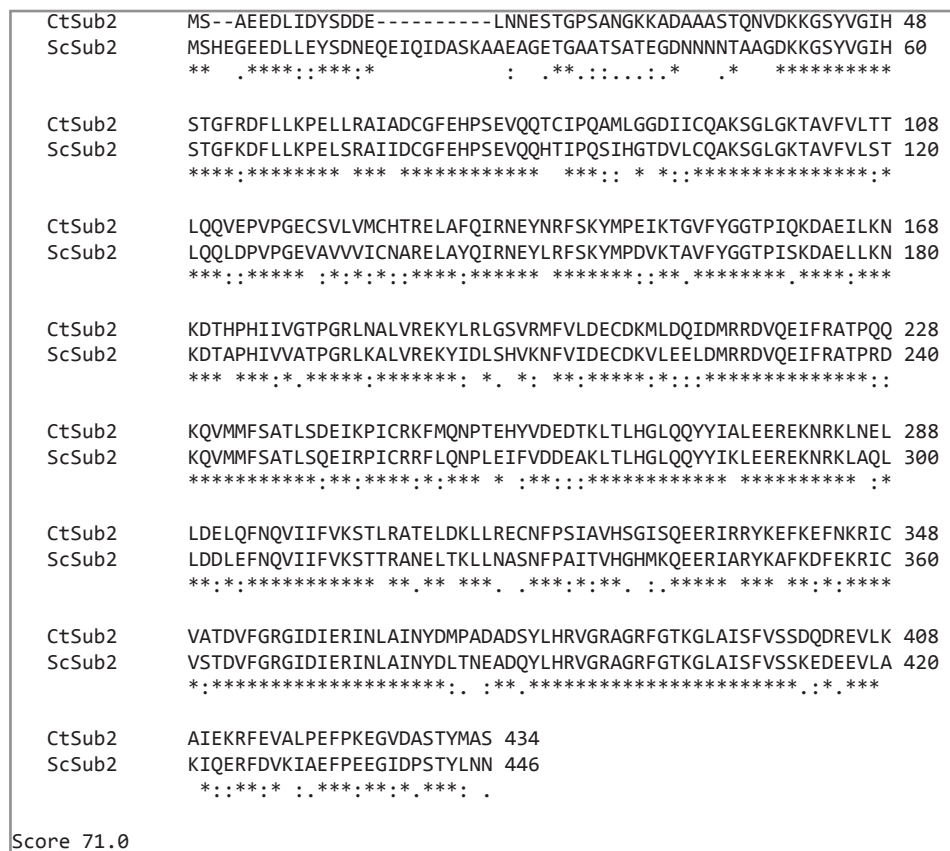 CtSub2 MS--AEEDLIDYSDDE----------LNNESTGPSANGKKADAAASTQNVDKKGSYVGIH 48
ScSub2 MSHEGEEDLLEYSDNEQEIQIDASKAAEAGETGAATSATEGDNNNNTAAGDKKGSYVGIH 60
** .****::***:* : .**.::...:.* .* **********
CtSub2 STGFRDFLLKPELLRAIADCGFEHPSEVQQTCIPQAMLGGDIICQAKSGLGKTAVFVLTT 108
ScSub2 STGFKDFLLKPELSRAIIDCGFEHPSEVQQHTIPQSIHGTDVLCQAKSGLGKTAVFVLST 120
****:******** *** ************ ***:: * *::***************:*
CtSub2 LQQVEPVPGECSVLVMCHTRELAFQIRNEYNRFSKYMPEIKTGVFYGGTPIQKDAEILKN 168
ScSub2 LQQLDPVPGEVAVVVICNARELAYQIRNEYLRFSKYMPDVKTAVFYGGTPISKDAELLKN 180
***::***** :*:*:*::****:****** *******::**.********.****:***
CtSub2 KDTHPHIIVGTPGRLNALVREKYLRLGSVRMFVLDECDKMLDQIDMRRDVQEIFRATPQQ 228
ScSub2 KDTAPHIVVATPGRLKALVREKYIDLSHVKNFVIDECDKVLEELDMRRDVQEIFRATPRD 240
*** ***:*.*****:*******: *. *: **:*****:*:::**************::
CtSub2 KQVMMFSATLSDEIKPICRKFMQNPTEHYVDEDTKLTLHGLQQYYIALEEREKNRKLNEL 288
ScSub2 KQVMMFSATLSQEIRPICRRFLQNPLEIFVDDEAKLTLHGLQQYYIKLEEREKNRKLAQL 300
***********:**:****:*:*** * :**:::************ ********** :*
CtSub2 LDELQFNQVIIFVKSTLRATELDKLLRECNFPSIAVHSGISQEERIRRYKEFKEFNKRIC 348
ScSub2 LDDLEFNQVIIFVKSTTRANELTKLLNASNFPAITVHGHMKQEERIARYKAFKDFEKRIC 360
**:*:*********** **.** ***. .***:*:**. :.***** *** **:*:****
CtSub2 VATDVFGRGIDIERINLAINYDMPADADSYLHRVGRAGRFGTKGLAISFVSSDQDREVLK 408
ScSub2 VSTDVFGRGIDIERINLAINYDLTNEADQYLHRVGRAGRFGTKGLAISFVSSKEDEEVLA 420
*:********************:. :**.***********************.:*.***
CtSub2 AIEKRFEVALPEFPKEGVDASTYMAS 434
ScSub2 KIQERFDVKIAEFPEEGIDPSTYLNN 446
*::**:* :.***:**:*.***: .
Score 71.0